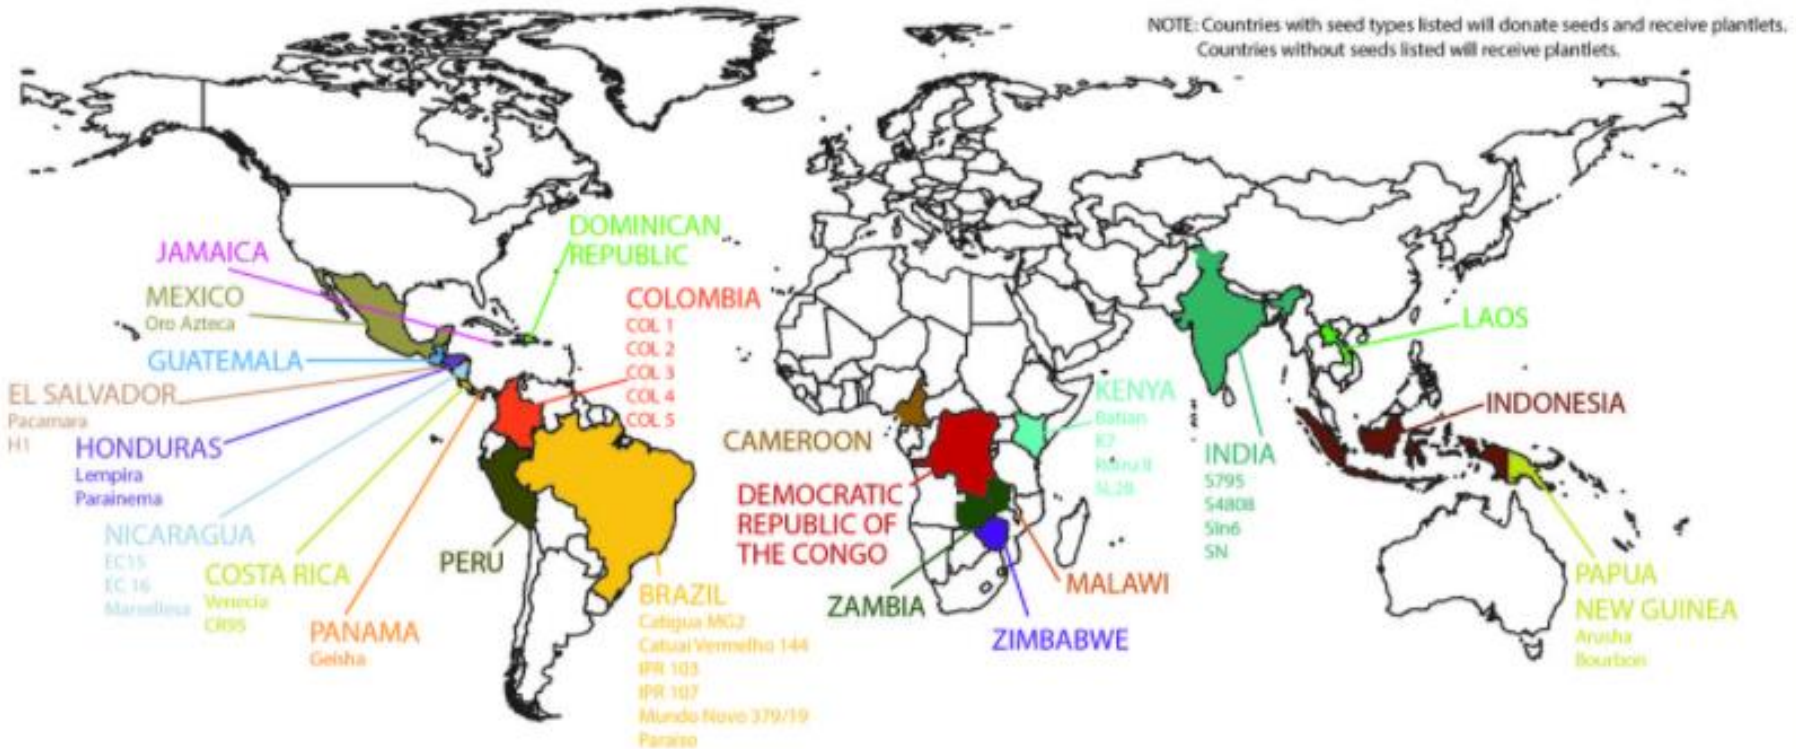 NOTE: Countries with seed types listed will donate seeds and receive plantlets.
Countries without seeds listed will receive plantlets.
JAMAICA
MEXICO
Oro Azteca
GUATEMALA
EL SALVADOR
Pacamara
H1
HONDURAS
Lempira
Parainema
NICARAGUA
EC15
EC 16
Marsellesa
COSTA RICA
Venecia
CR95
PANAMA
Geisha
DOMINICAN
REPUBLIC
COLOMBIA
COL 1
COL 2
COL 3
COL 4
COL 5
PERU
BRAZIL
Catigua MG2
Catuai Vermelho 144
IPR 103
IPR 107
Mundo Novo 379/19
Paraiso
CAMEROON
DEMOCRATIC
REPUBLIC OF
THE CONGO
ZAMBIA
ZIMBABWE
MALAWI
KENYA
Batian
K7
Ruiru II
SL28
INDIA
S795
S4808
Sln6
SN
LAOS
INDONESIA
PAPUA
NEW GUINEA
Arusha
Bourbon